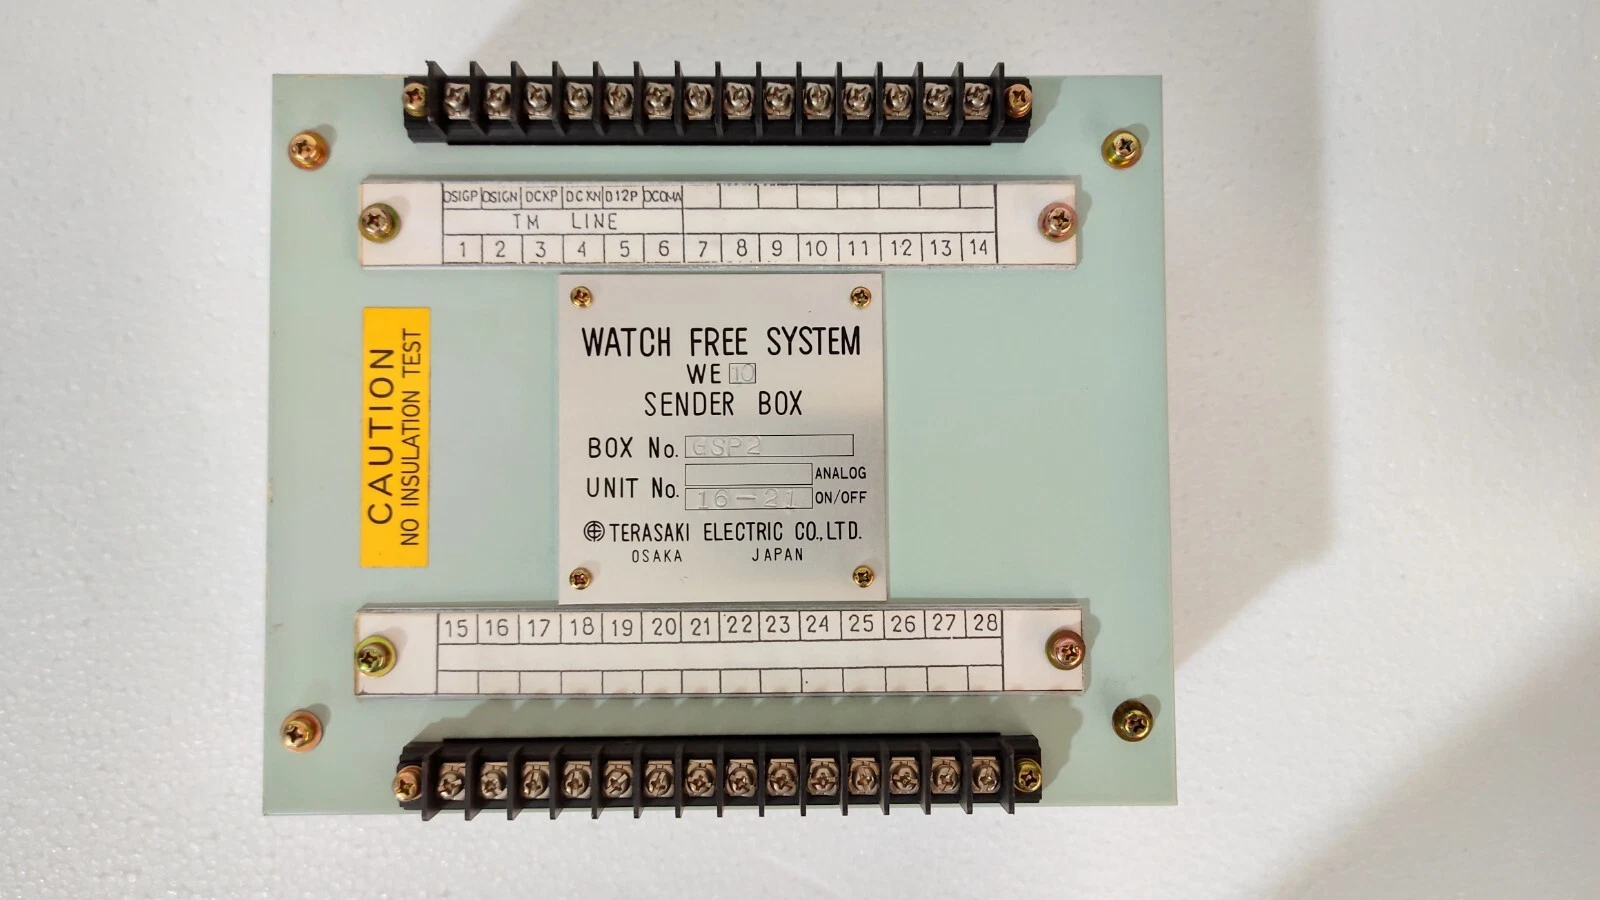 DSIGP DSIGN DCXP DCXN D12P DCOMA
TM LINE
1 2 3 4 5 6 7 8 9 10 11 12 13 14
CAUTION
NO INSULATION TEST
WATCH FREE SYSTEM
WE 10
SENDER BOX
BOX No. GSP2
ANALOG
UNIT No. 16-21 ON/OFF
TERASAKI ELECTRIC CO.,LTD.
OSAKA JAPAN
15 16 17 18 19 20 21 22 23 24 25 26 27 28